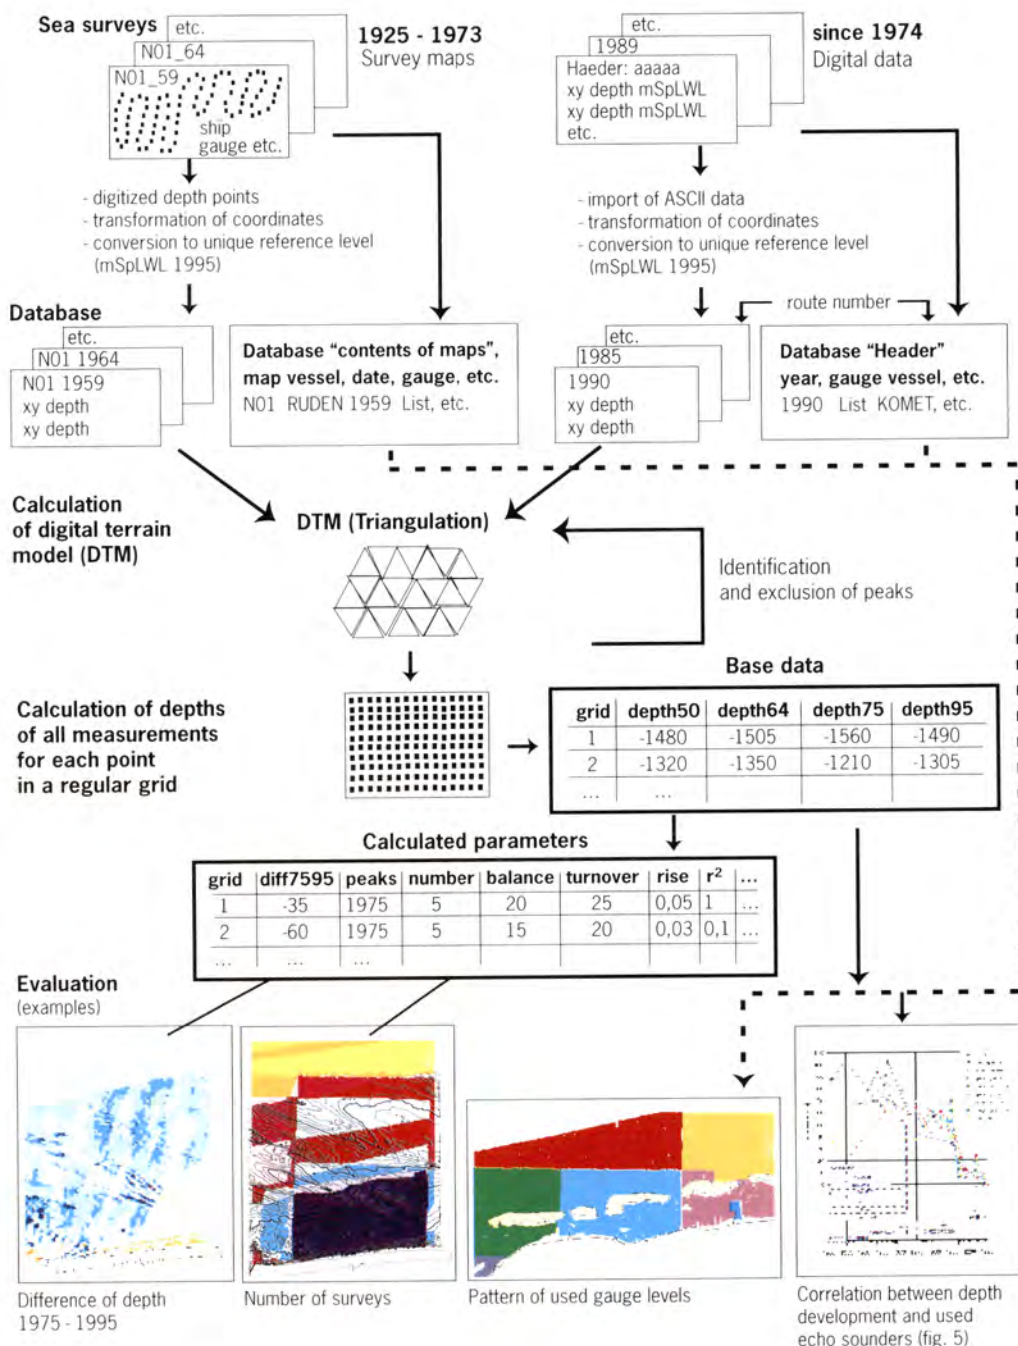 Sea surveys
etc.
N01_64
N01_59
ship
gauge etc.
1925 - 1973
Survey maps
etc.
1989
Haeder: aaaaa
xy depth mSpLWL
xy depth mSpLWL
etc.
since 1974
Digital data
- digitized depth points
- transformation of coordinates
- conversion to unique reference level
(mSpLWL 1995)
- import of ASCII data
- transformation of coordinates
- conversion to unique reference level
(mSpLWL 1995)
route number
Database
etc.
N01 1964
N01 1959
xy depth
xy depth
Database "contents of maps",
map vessel, date, gauge, etc.
N01 RUDEN 1959 List, etc.
etc.
1985
1990
xy depth
xy depth
Database "Header"
year, gauge vessel, etc.
1990 List KOMET, etc.
Calculation
of digital terrain
model (DTM)
DTM (Triangulation)
Identification
and exclusion of peaks
Calculation of depths
of all measurements
for each point
in a regular grid
Base data
grid depth50 depth64 depth75 depth95
1 -1480 -1505 -1560 -1490
2 -1320 -1350 -1210 -1305
... ...
Calculated parameters
grid diff7595 peaks number balance turnover rise r² ...
1 -35 1975 5 20 25 0,05 1 ...
2 -60 1975 5 15 20 0,03 0,1 ...
... ... ...
Evaluation
(examples)
Difference of depth
1975 - 1995
Number of surveys
Pattern of used gauge levels
Correlation between depth
development and used
echo sounders (fig. 5)